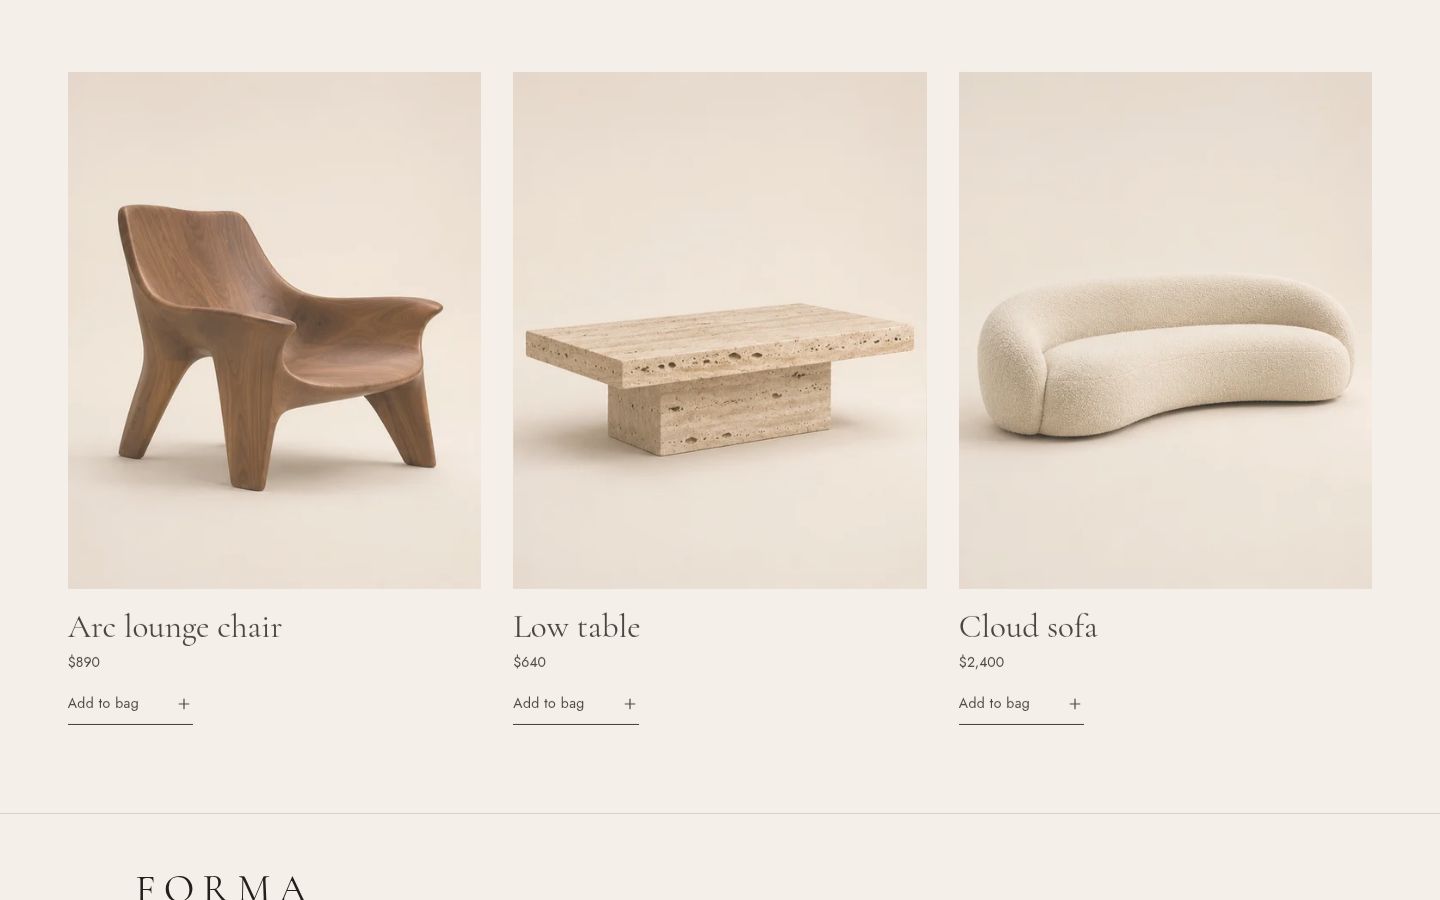 Arc lounge chair
$890
Add to bag +
Low table
$640
Add to bag +
Cloud sofa
$2,400
Add to bag +
FORMA